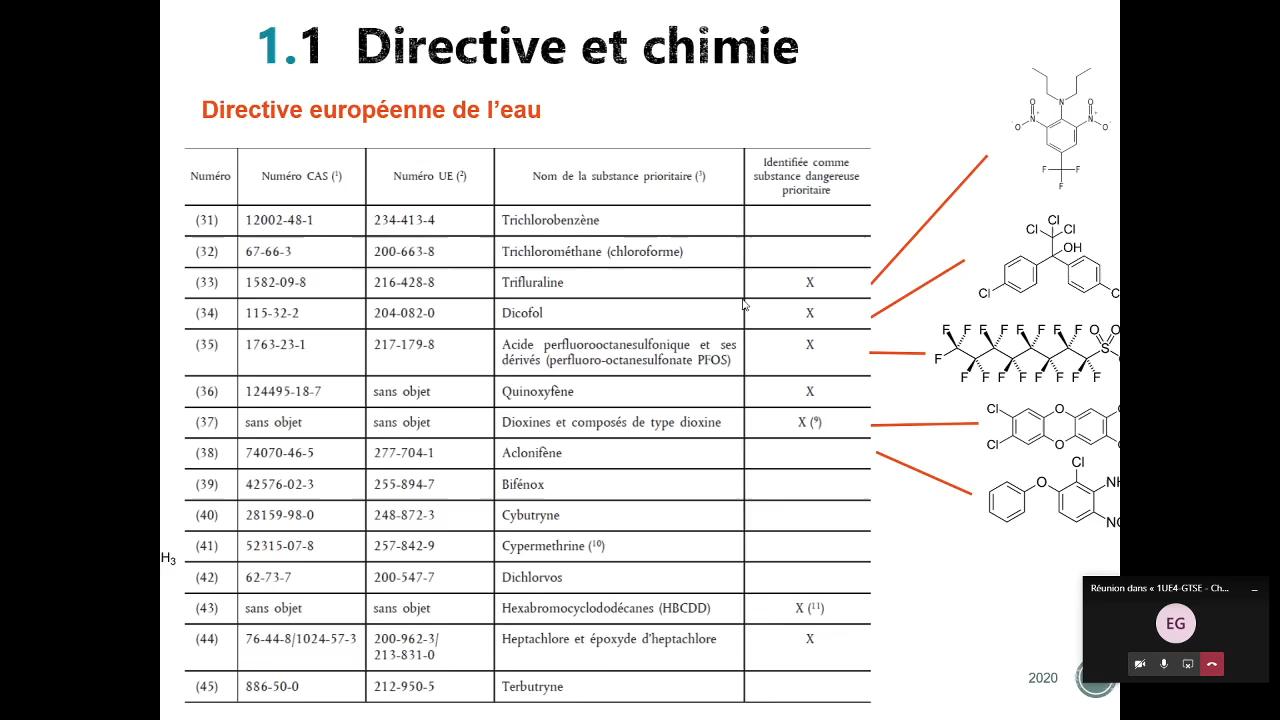 1.1 Directive et chimie
Directive européenne de l’eau
Numéro Numéro CAS (¹) Numéro UE (²) Nom de la substance prioritaire (³) Identifiée comme
substance dangereuse
prioritaire
(31) 12002-48-1 234-413-4 Trichlorobenzène
(32) 67-66-3 200-663-8 Trichlorométhane (chloroforme)
(33) 1582-09-8 216-428-8 Trifluraline X
(34) 115-32-2 204-082-0 Dicofol X
(35) 1763-23-1 217-179-8 Acide perfluorooctanesulfonique et ses X
dérivés (perfluoro-octanesulfonate PFOS)
(36) 124495-18-7 sans objet Quinoxyfène X
(37) sans objet sans objet Dioxines et composés de type dioxine X (⁹)
(38) 74070-46-5 277-704-1 Aclonifène
(39) 42576-02-3 255-894-7 Bifénox
(40) 28159-98-0 248-872-3 Cybutryne
(41) 52315-07-8 257-842-9 Cypermethrine (¹⁰)
(42) 62-73-7 200-547-7 Dichlorvos
(43) sans objet sans objet Hexabromocyclododécanes (HBCDD) X (¹¹)
(44) 76-44-8/1024-57-3 200-962-3/ Heptachlore et époxyde d’heptachlore X
213-831-0
(45) 886-50-0 212-950-5 Terbutryne
H₃
O O
N
N⁺ N⁺
⁻O O⁻
F F
F
Cl
Cl Cl
OH
Cl C
F F F F F F F F O O
F S
F F F F F F F F
Cl O
Cl O
Cl
O NH
NO
Réunion dans « 1UE4-GTSE - Ch...
EG
2020